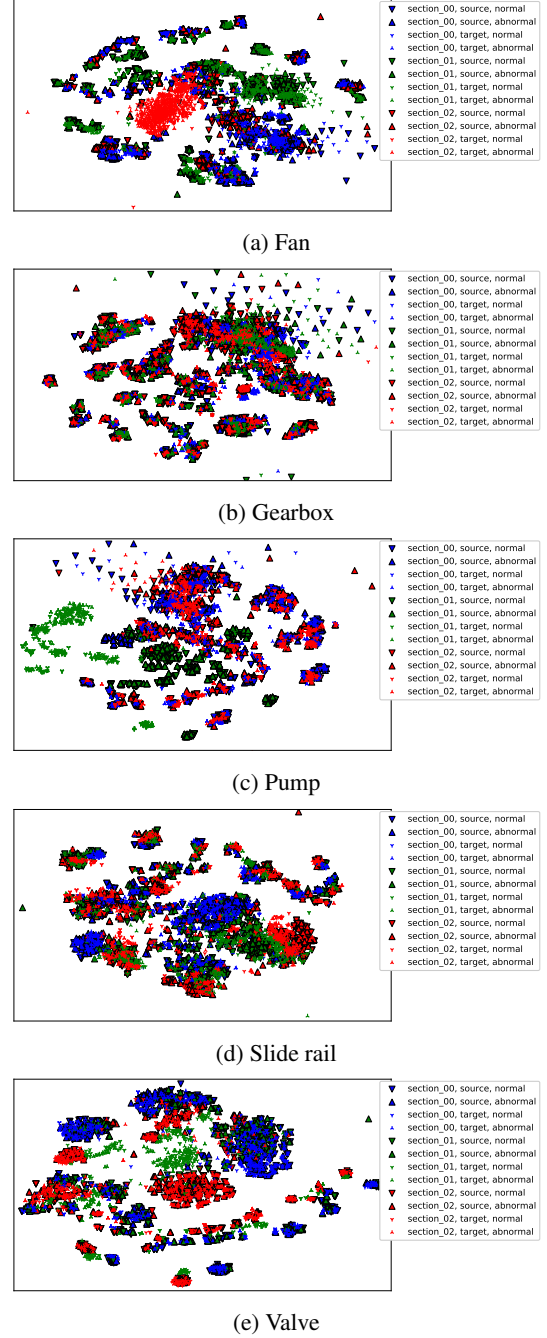 section_00, source, normal
section_00, source, abnormal
section_00, target, normal
section_00, target, abnormal
section_01, source, normal
section_01, source, abnormal
section_01, target, normal
section_01, target, abnormal
section_02, source, normal
section_02, source, abnormal
section_02, target, normal
section_02, target, abnormal
(a) Fan
section_00, source, normal
section_00, source, abnormal
section_00, target, normal
section_00, target, abnormal
section_01, source, normal
section_01, source, abnormal
section_01, target, normal
section_01, target, abnormal
section_02, source, normal
section_02, source, abnormal
section_02, target, normal
section_02, target, abnormal
(b) Gearbox
section_00, source, normal
section_00, source, abnormal
section_00, target, normal
section_00, target, abnormal
section_01, source, normal
section_01, source, abnormal
section_01, target, normal
section_01, target, abnormal
section_02, source, normal
section_02, source, abnormal
section_02, target, normal
section_02, target, abnormal
(c) Pump
section_00, source, normal
section_00, source, abnormal
section_00, target, normal
section_00, target, abnormal
section_01, source, normal
section_01, source, abnormal
section_01, target, normal
section_01, target, abnormal
section_02, source, normal
section_02, source, abnormal
section_02, target, normal
section_02, target, abnormal
(d) Slide rail
section_00, source, normal
section_00, source, abnormal
section_00, target, normal
section_00, target, abnormal
section_01, source, normal
section_01, source, abnormal
section_01, target, normal
section_01, target, abnormal
section_02, source, normal
section_02, source, abnormal
section_02, target, normal
section_02, target, abnormal
(e) Valve